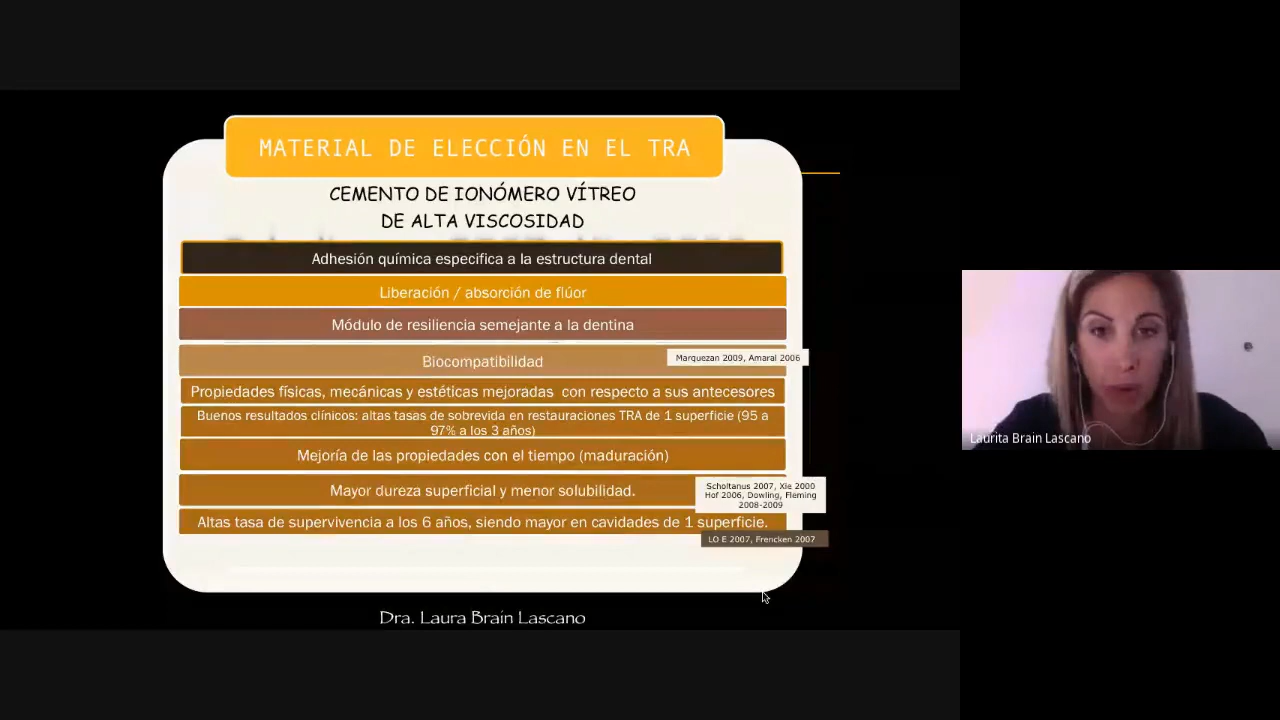 MATERIAL DE ELECCIÓN EN EL TRA
CEMENTO DE IONÓMERO VÍTREO
DE ALTA VISCOSIDAD
Adhesión química especifica a la estructura dental
Liberación / absorción de flúor
Módulo de resiliencia semejante a la dentina
Biocompatibilidad
Marquezan 2009, Amaral 2006
Propiedades físicas, mecánicas y estéticas mejoradas con respecto a sus antecesores
Buenos resultados clínicos: altas tasas de sobrevida en restauraciones TRA de 1 superficie (95 a
97% a los 3 años)
Mejoría de las propiedades con el tiempo (maduración)
Mayor dureza superficial y menor solubilidad.
Scholtanus 2007, Xie 2000
Hof 2006, Dowling, Fleming
2008-2009
Altas tasa de supervivencia a los 6 años, siendo mayor en cavidades de 1 superficie.
LO E 2007, Frencken 2007
Dra. Laura Brain Lascano
Laurita Brain Lascano